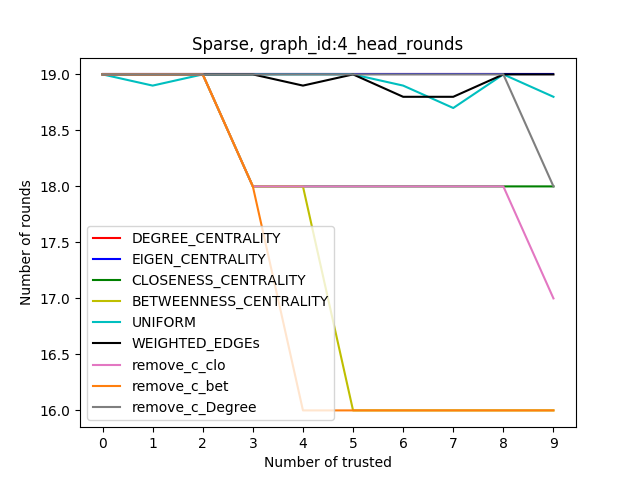 Sparse, graph_id:4_head_rounds
Number of rounds
19.0
18.5
18.0
17.5
17.0
16.5
16.0
DEGREE_CENTRALITY
EIGEN_CENTRALITY
CLOSENESS_CENTRALITY
BETWEENNESS_CENTRALITY
UNIFORM
WEIGHTED_EDGEs
remove_c_clo
remove_c_bet
remove_c_Degree
0 1 2 3 4 5 6 7 8 9
Number of trusted